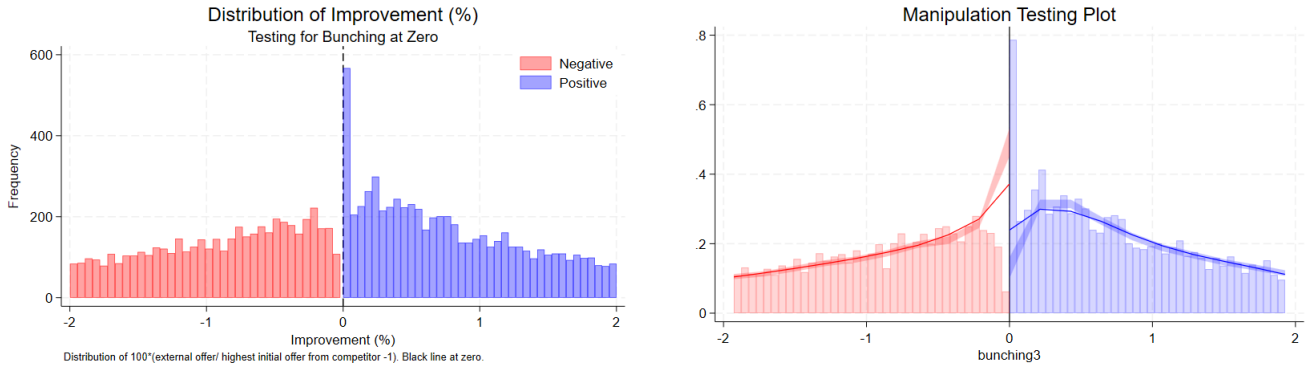 Distribution of Improvement (%)
Testing for Bunching at Zero
Negative
Positive
600
400
200
0
Frequency
-2
-1
0
1
2
Improvement (%)
Distribution of 100*(external offer/ highest initial offer from competitor -1). Black line at zero.
Manipulation Testing Plot
.8
.6
.4
.2
0
-2
-1
0
1
2
bunching3